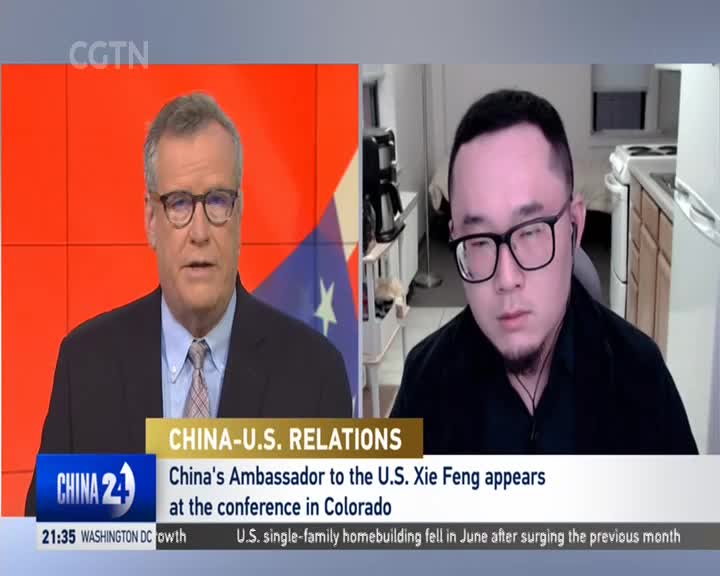 CGTN
CHINA-U.S. RELATIONS
China's Ambassador to the U.S. Xie Feng appears
at the conference in Colorado
CHINA 24
21:35 WASHINGTON DC
rowth U.S. single-family homebuilding fell in June after surging the previous month